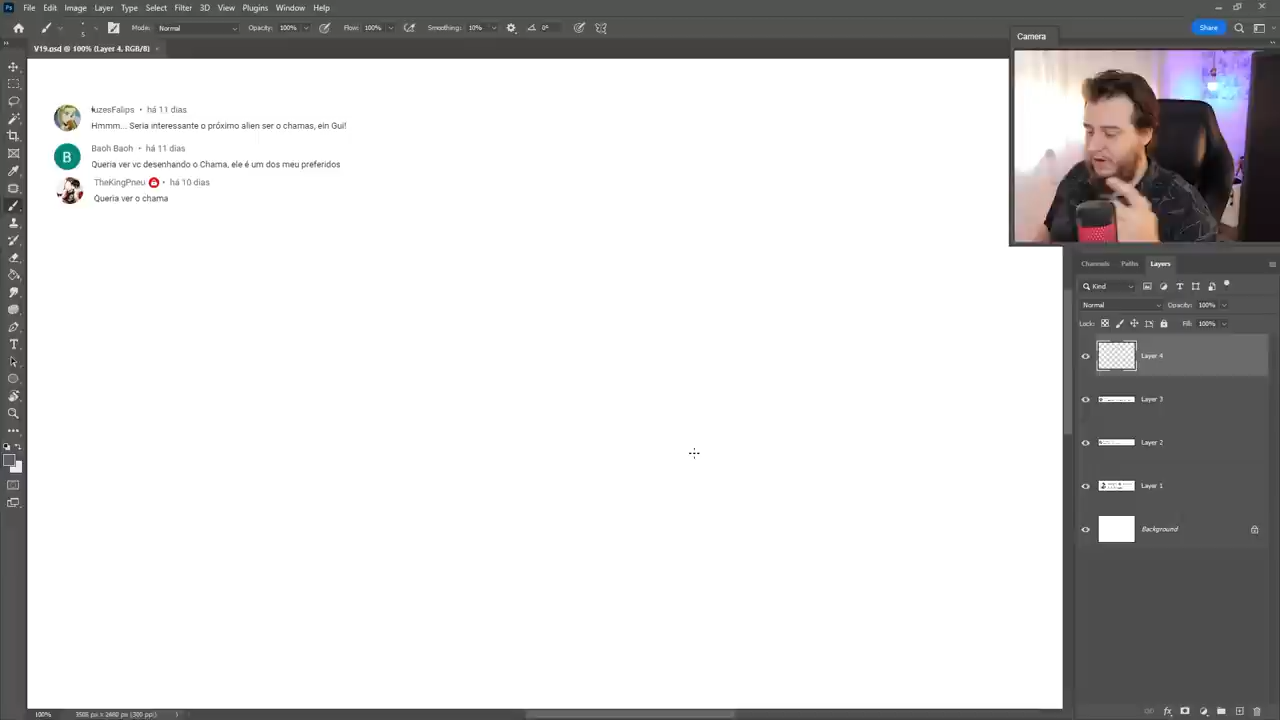 File Edit Image Layer Type Select Filter 3D View Plugins Window Help
Mode: Normal Opacity: 100% Flow: 100% Smoothing: 10% 0°
Share
V19.psd @ 100% (Layer 4, RGB/8)
Camera
tuzesFalips • há 11 dias
Hmmm... Seria interessante o próximo alien ser o chamas, ein Gui!
B
Baoh Baoh • há 11 dias
Queria ver vc desenhando o Chama, ele é um dos meu preferidos
TheKingPneu • há 10 dias
Queria ver o chama
Channels Paths Layers
Kind
Normal Opacity: 100%
Lock: Fill: 100%
Layer 4
Layer 3
Layer 2
Layer 1
Background
100%